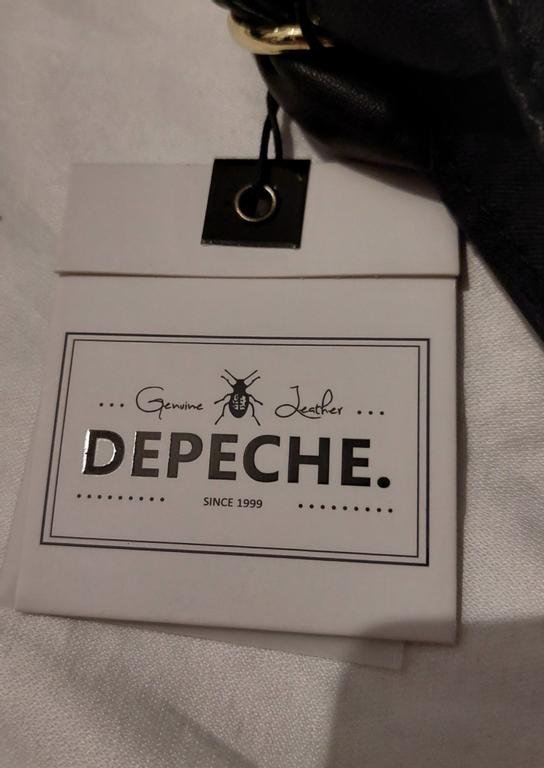 ... Genuine Leather ...
DEPECHE.
SINCE 1999